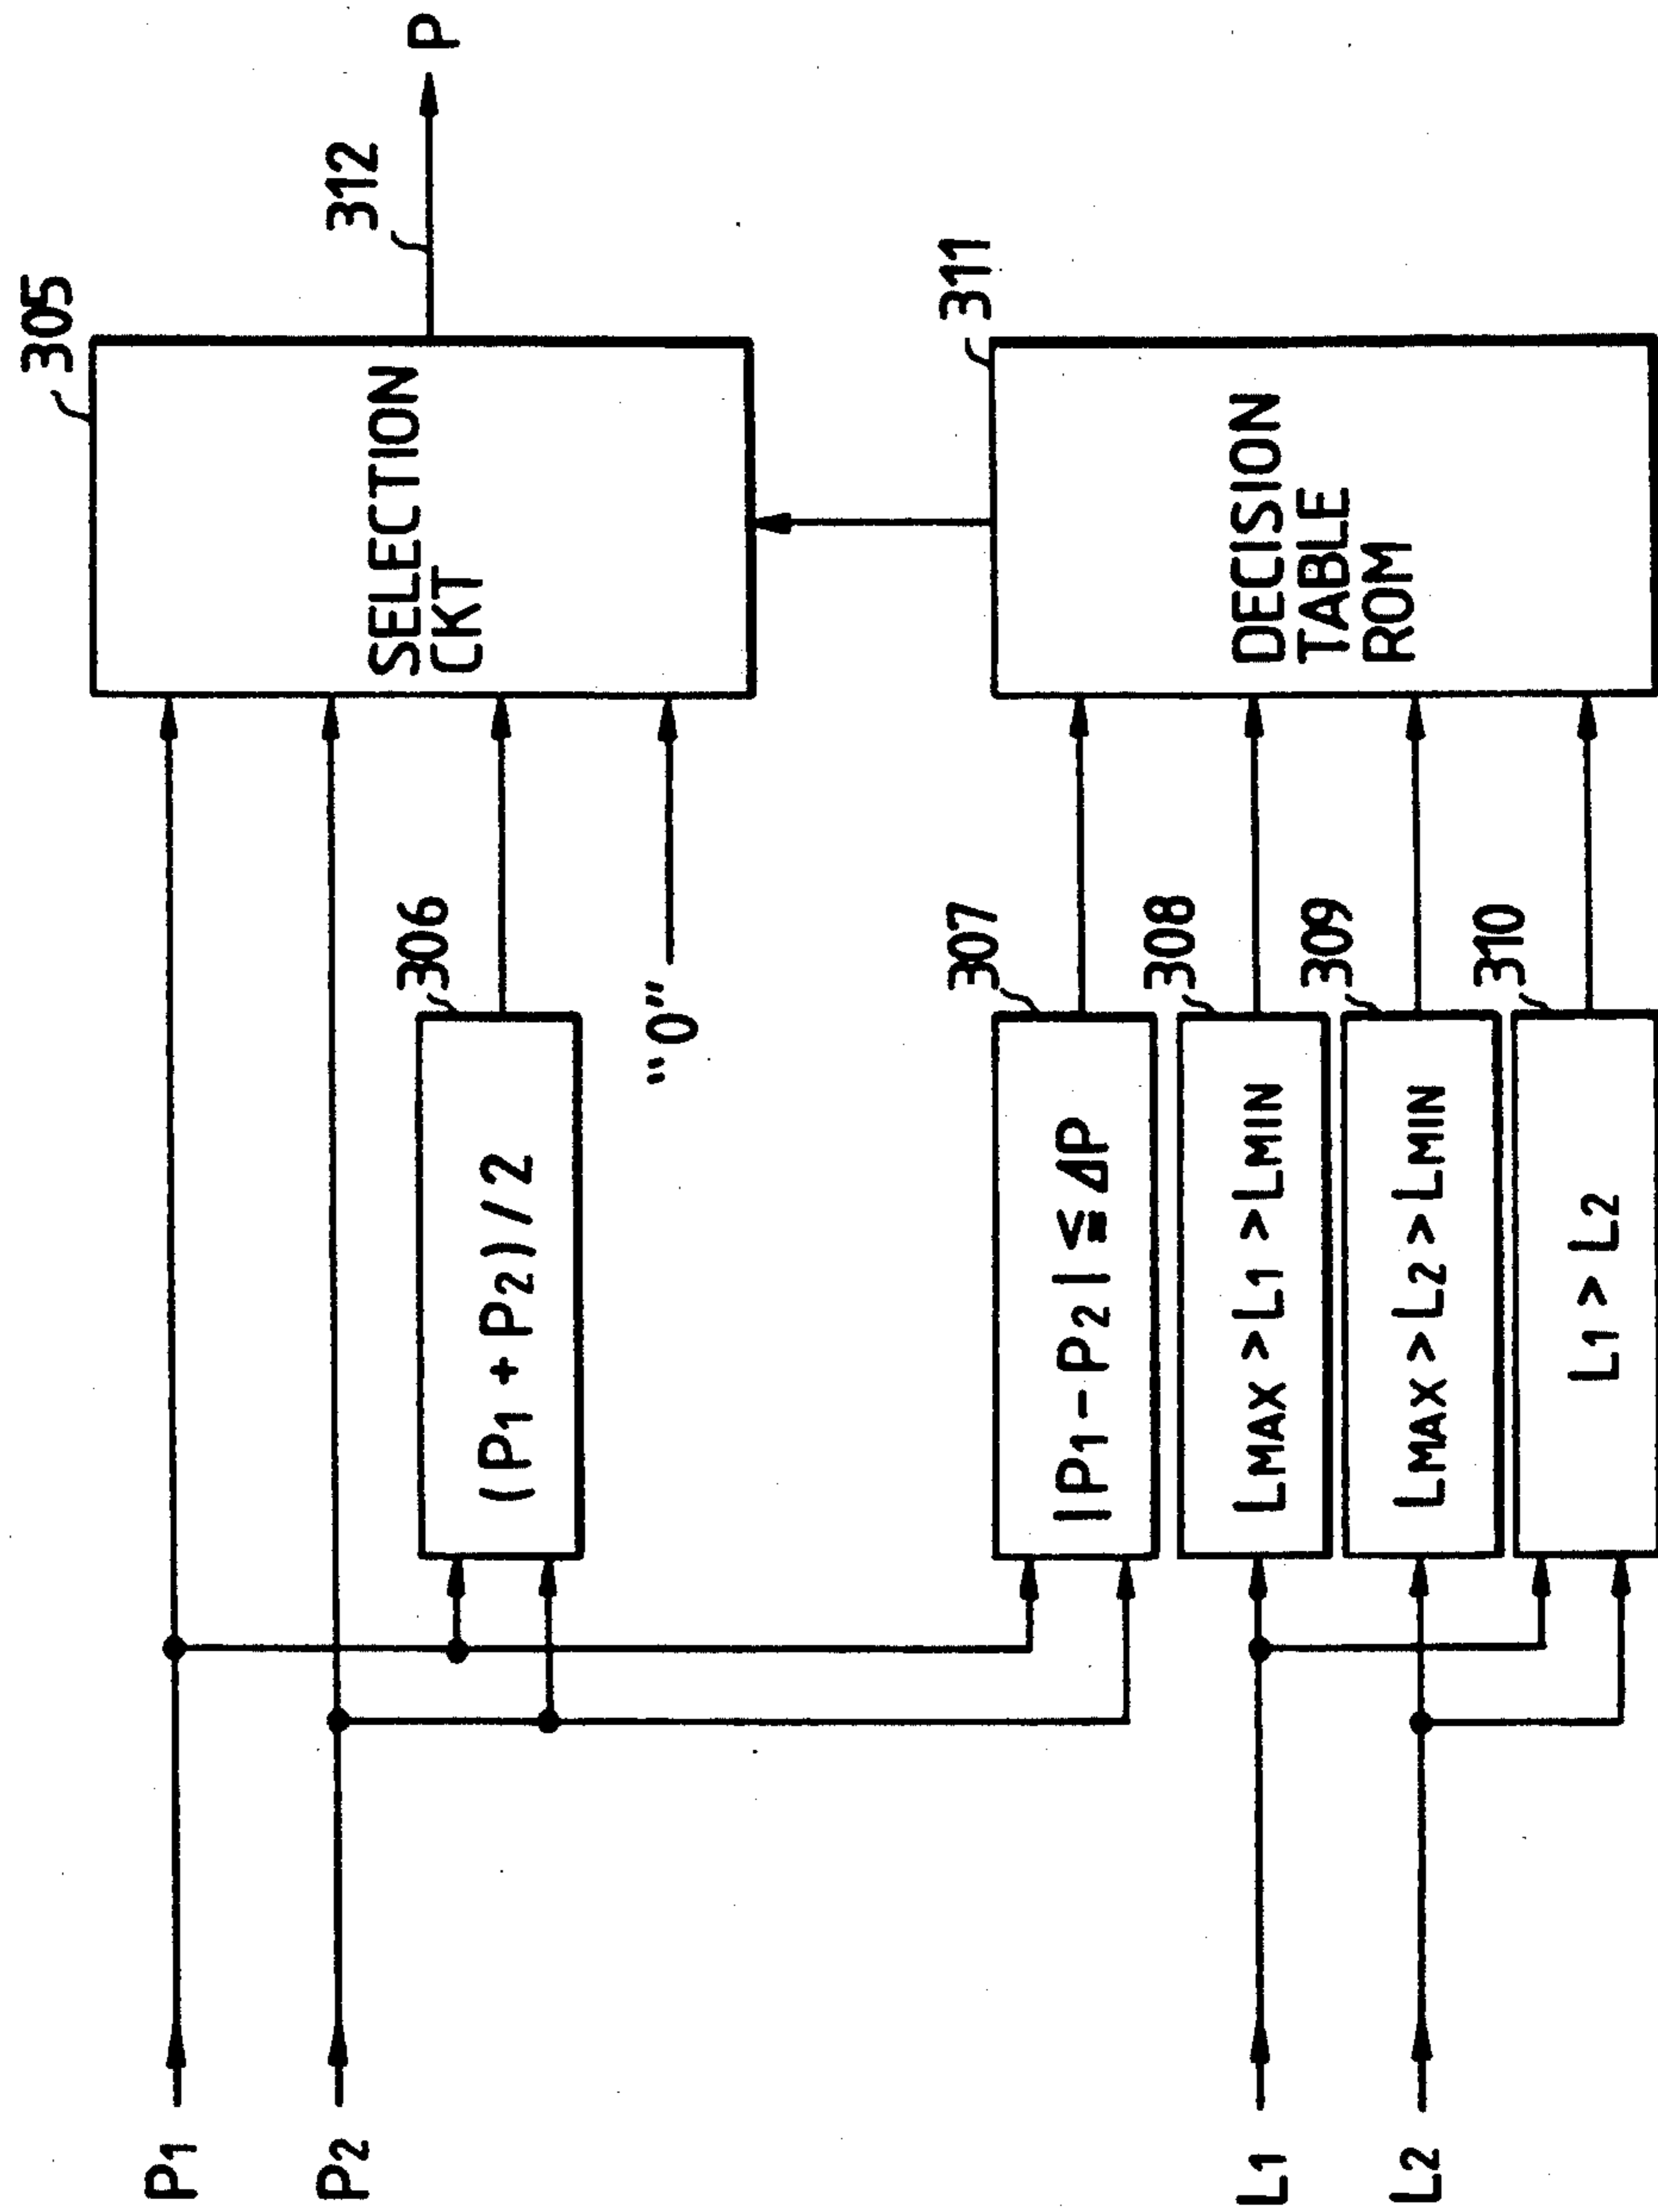 P1
P2
L1
L2
(P1 + P2) / 2
306
"0"
|P1 - P2| ≦ ΔP
307
LMAX > L1 > LMIN
308
LMAX > L2 > LMIN
309
L1 > L2
310
SELECTION
CKT
305
DECISION
TABLE
ROM
311
312
P